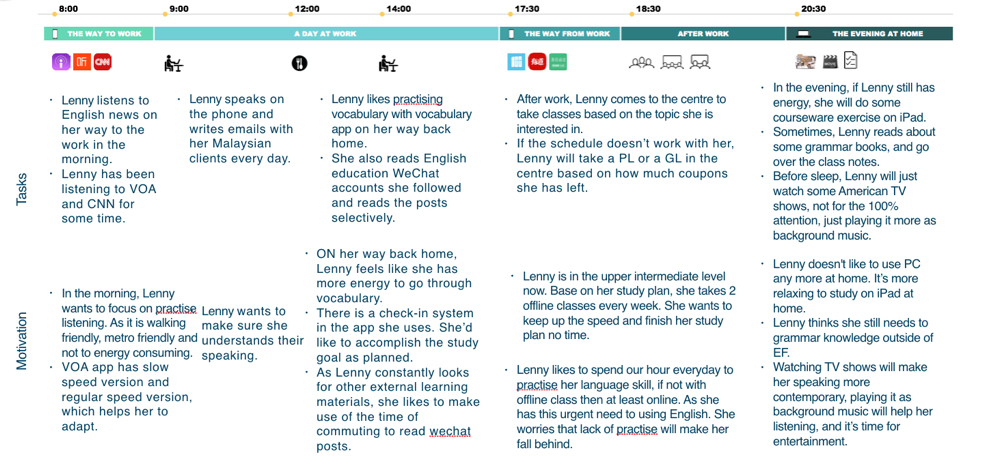 8:00
9:00
12:00
14:00
17:30
18:30
20:30
THE WAY TO WORK
A DAY AT WORK
THE WAY FROM WORK
AFTER WORK
THE EVENING AT HOME
CNN
Tasks
· Lenny listens to
English news on
her way to the
work in the
morning.
· Lenny has been
listening to VOA
and CNN for
some time.
· Lenny speaks on
the phone and
writes emails with
her Malaysian
clients every day.
· Lenny likes practising
vocabulary with vocabulary
app on her way back
home.
· She also reads English
education WeChat
accounts she followed
and reads the posts
selectively.
· After work, Lenny comes to the centre to
take classes based on the topic she is
interested in.
· If the schedule doesn't work with her,
Lenny will take a PL or a GL in the
centre based on how much coupons
she has left.
· In the evening, if Lenny still has
energy, she will do some
courseware exercise on iPad.
· Sometimes, Lenny reads about
some grammar books, and go
over the class notes.
· Before sleep, Lenny will just
watch some American TV
shows, not for the 100%
attention, just playing it more as
background music.
Motivation
· In the morning, Lenny
wants to focus on practise
listening. As it is walking
friendly, metro friendly and
not to energy consuming.
· VOA app has slow
speed version and
regular speed version,
which helps her to
adapt.
Lenny wants to
make sure she
understands their
speaking.
· ON her way back home,
Lenny feels like she has
more energy to go through
vocabulary.
· There is a check-in system
in the app she uses. She'd
like to accomplish the study
goal as planned.
· As Lenny constantly looks
for other external learning
materials, she likes to make
use of the time of
commuting to read wechat
posts.
· Lenny is in the upper intermediate level
now. Base on her study plan, she takes 2
offline classes every week. She wants to
keep up the speed and finish her study
plan no time.
· Lenny likes to spend our hour everyday to
practise her language skill, if not with
offline class then at least online. As she
has this urgent need to using English. She
worries that lack of practise will make her
fall behind.
· Lenny doesn't like to use PC
any more at home. It's more
relaxing to study on iPad at
home.
· Lenny thinks she still needs to
grammar knowledge outside of
EF.
· Watching TV shows will make
her speaking more
contemporary, playing it as
background music will help her
listening, and it's time for
entertainment.